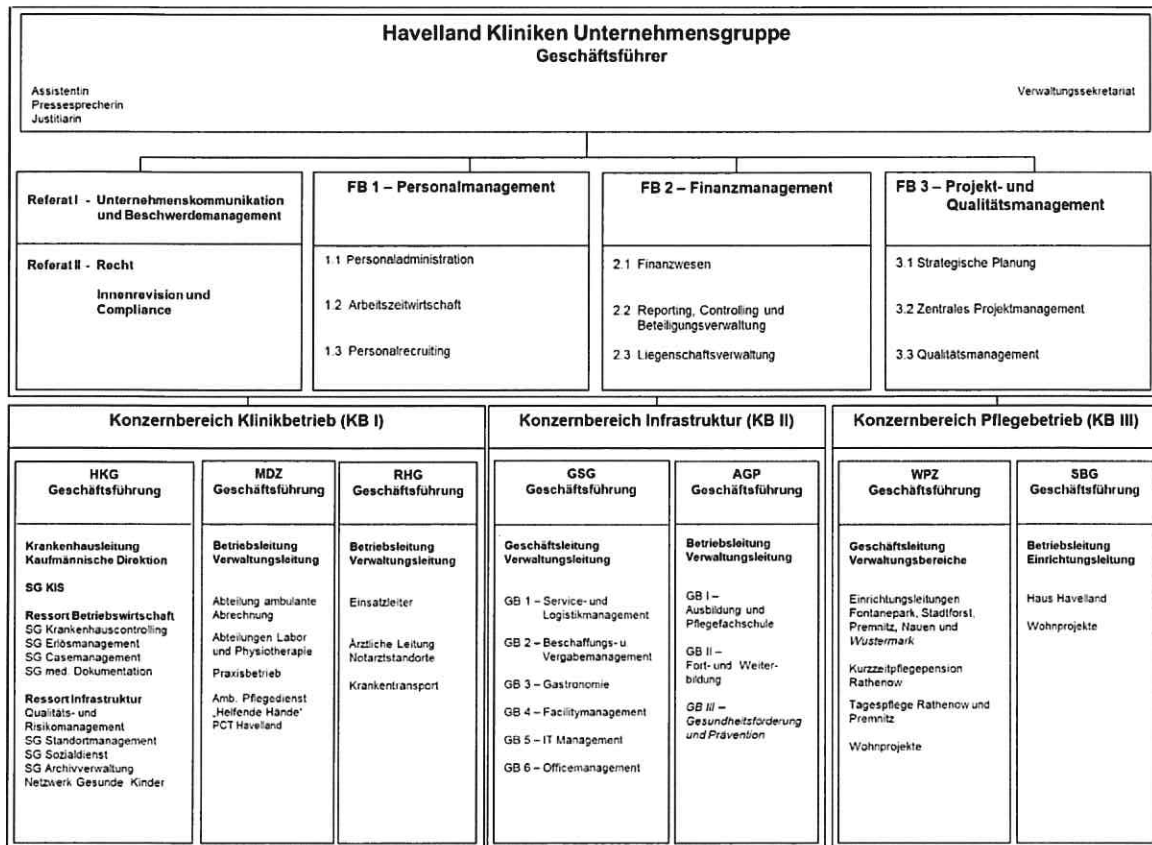 Havelland Kliniken Unternehmensgruppe
Geschäftsführer
Assistentin
Pressesprecherin
Justitiarin
Verwaltungssekretariat
Referat I - Unternehmenskommunikation
und Beschwerdemanagement
Referat II - Recht
Innenrevision und
Compliance
FB 1 – Personalmanagement
1.1 Personaladministration
1.2 Arbeitszeitwirtschaft
1.3 Personalrecruiting
FB 2 – Finanzmanagement
2.1 Finanzwesen
2.2 Reporting, Controlling und
Beteiligungsverwaltung
2.3 Liegenschaftsverwaltung
FB 3 – Projekt- und
Qualitätsmanagement
3.1 Strategische Planung
3.2 Zentrales Projektmanagement
3.3 Qualitätsmanagement
Konzernbereich Klinikbetrieb (KB I)
HKG
Geschäftsführung
Krankenhausleitung
Kaufmännische Direktion
SG KIS
Ressort Betriebswirtschaft
SG Krankenhauscontrolling
SG Erlösmanagement
SG Casemanagement
SG med. Dokumentation
Ressort Infrastruktur
Qualitäts- und
Risikomanagement
SG Standortmanagement
SG Sozialdienst
SG Archivverwaltung
Netzwerk Gesunde Kinder
MDZ
Geschäftsführung
Betriebsleitung
Verwaltungsleitung
Abteilung ambulante
Abrechnung
Abteilungen Labor
und Physiotherapie
Praxisbetrieb
Amb. Pflegedienst
„Helfende Hände"
PCT Havelland
RHG
Geschäftsführung
Betriebsleitung
Verwaltungsleitung
Einsatzleiter
Ärztliche Leitung
Notarztstandorte
Krankentransport
Konzernbereich Infrastruktur (KB II)
GSG
Geschäftsführung
Geschäftsleitung
Verwaltungsleitung
GB 1 – Service- und
Logistikmanagement
GB 2 – Beschaffungs- u
Vergabemanagement
GB 3 – Gastronomie
GB 4 – Facilitymanagement
GB 5 – IT Management
GB 6 – Officemanagement
AGP
Geschäftsführung
Betriebsleitung
Verwaltungsleitung
GB I –
Ausbildung und
Pflegefachschule
GB II –
Fort- und Weiter-
bildung
GB III –
Gesundheitsförderung
und Prävention
Konzernbereich Pflegebetrieb (KB III)
WPZ
Geschäftsführung
Geschäftsleitung
Verwaltungsbereiche
Einrichtungsleitungen
Fontanepark, Stadtforst,
Premnitz, Nauen und
Wustermark
Kurzzeitpflegepension
Rathenow
Tagespflege Rathenow und
Premnitz
Wohnprojekte
SBG
Geschäftsführung
Betriebsleitung
Einrichtungsleitung
Haus Havelland
Wohnprojekte